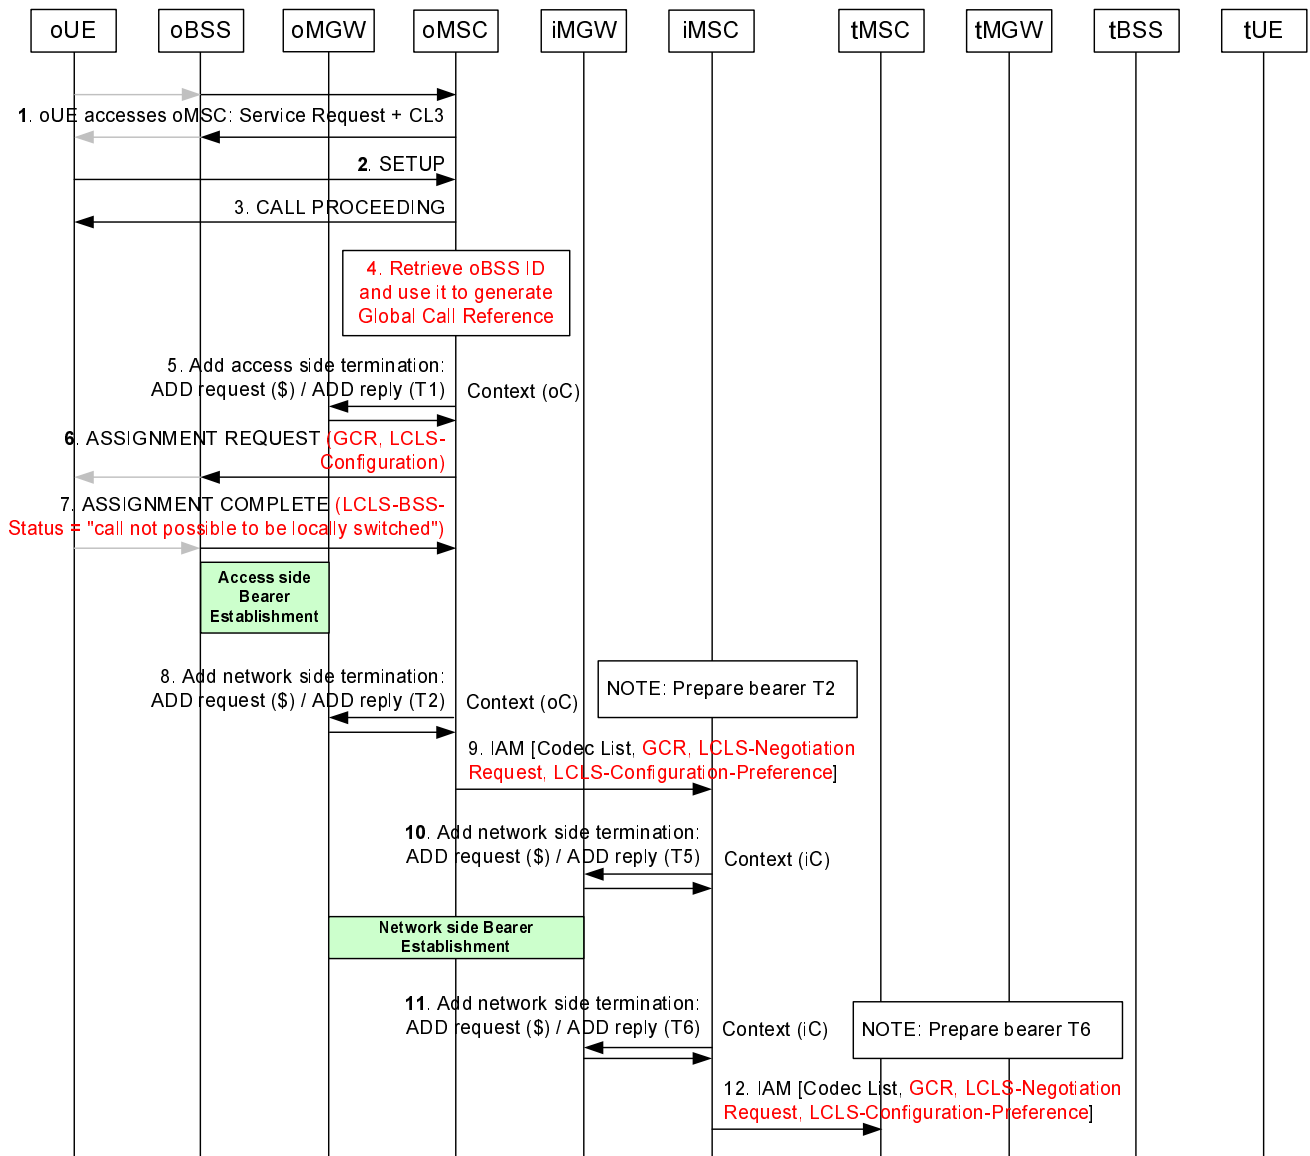 oUE oBSS oMGW oMSC iMGW iMSC tMSC tMGW tBSS tUE
1. oUE accesses oMSC: Service Request + CL3
2. SETUP
3. CALL PROCEEDING
4. Retrieve oBSS ID
and use it to generate
Global Call Reference
5. Add access side termination:
ADD request ($) / ADD reply (T1)
Context (oC)
6. ASSIGNMENT REQUEST (GCR, LCLS-
Configuration)
7. ASSIGNMENT COMPLETE (LCLS-BSS-
Status = "call not possible to be locally switched")
Access side
Bearer
Establishment
8. Add network side termination:
ADD request ($) / ADD reply (T2)
Context (oC)
NOTE: Prepare bearer T2
9. IAM [Codec List, GCR, LCLS-Negotiation
Request, LCLS-Configuration-Preference]
10. Add network side termination:
ADD request ($) / ADD reply (T5)
Context (iC)
Network side Bearer
Establishment
11. Add network side termination:
ADD request ($) / ADD reply (T6)
Context (iC)
NOTE: Prepare bearer T6
12. IAM [Codec List, GCR, LCLS-Negotiation
Request, LCLS-Configuration-Preference]